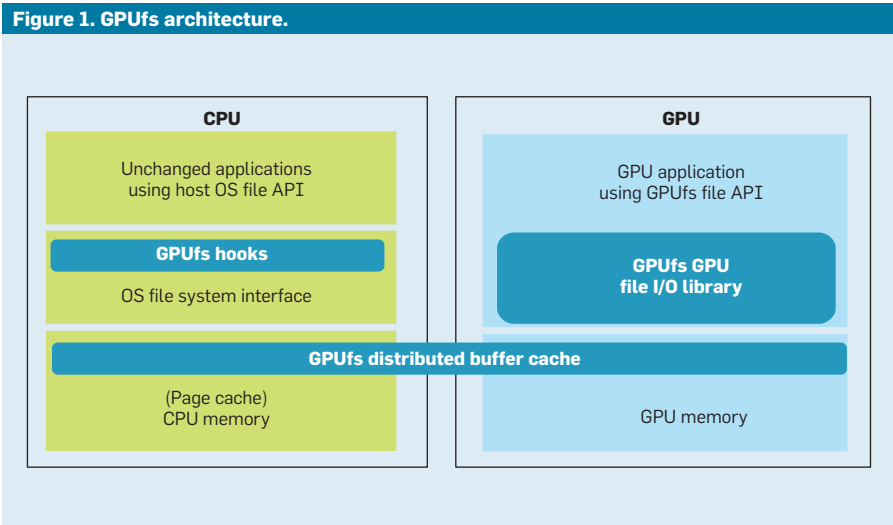 Figure 1. GPUfs architecture.
CPU
Unchanged applications
using host OS file API
GPUfs hooks
OS file system interface
GPU
GPU application
using GPUfs file API
GPUfs GPU
file I/O library
GPUfs distributed buffer cache
(Page cache)
CPU memory
GPU memory